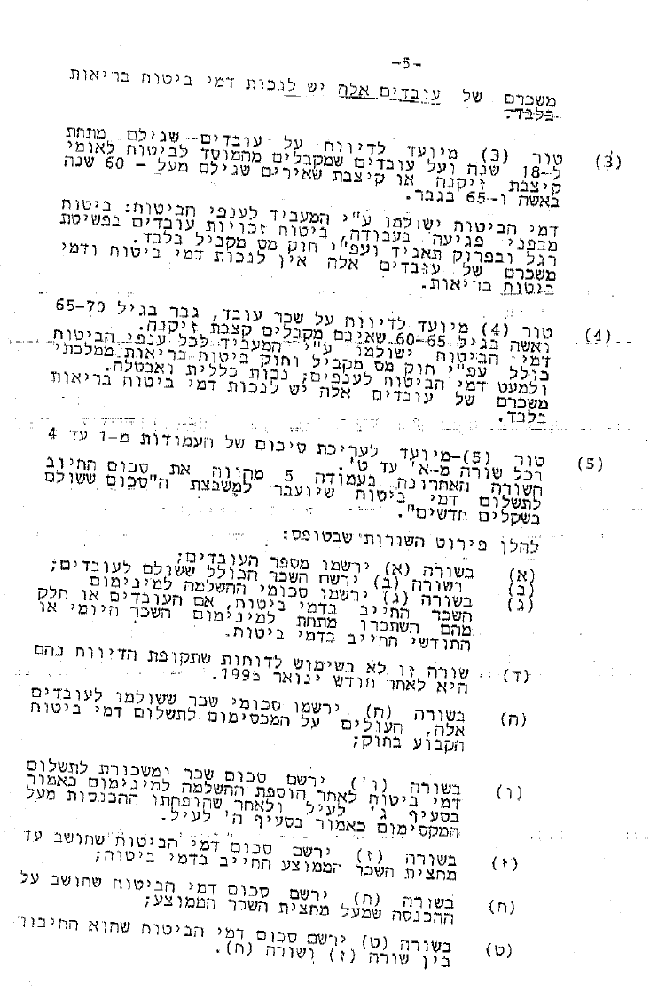 -5-
משכרם של עובדים אלה יש לנכות דמי ביטוח בריאות
בלבד.
(3) טור (3) מיועד לדיווח על עובדים שגילם מתחת
ל-18 שנה ועל עובדים שמקבלים מהמוסד לביטוח לאומי
קיצבת זיקנה או קיצבת שאירים שגילם מעל - 60 שנה
באשה ו-65 בגבר.
דמי הביטוח ישולמו ע"י המעביד לענפי הביטוח: ביטוח
מבפני פגיעה בעבודה, ביטוח זכויות עובדים בפשיטת
רגל ובפרוק תאגיד ועפ"י חוק מס מקביל בלבד.
משכרם של עובדים אלה אין לנכות דמי ביטוח ודמי
ביטוח בריאות.
(4) טור (4) מיועד לדיווח על שכר עובד, גבר בגיל 65-70
ואשה בגיל 60-65 שאינם מקבלים קצבת זיקנה.
דמי הביטוח ישולמו ע"י המעביד לכל ענפי הביטוח
כולל עפ"י חוק מס מקביל וחוק ביטוח בריאות ממלכתי
ולמעט דמי הביטוח לענפים; נכות כללית ואבטלה.
משכרם של עובדים אלה יש לנכות דמי ביטוח בריאות
בלבד.
(5) טור (5)-מיועד לעריכת סיכום של העמודות מ-1 עד 4
בכל שורה מ-א' עד ט'.
השורה האחרונה בעמודה 5 מהווה את סכום החיוב
לתשלום דמי ביטוח שיועבר למשבצת ה"סכום ששולם
בשקלים חדשים".
להלן פירוט השורות שבטופס:
(א) בשורה (א) ירשמו מספר העובדים;
(ב) בשורה (ב) ירשם השכר הכולל ששולם לעובדים;
(ג) בשורה (ג) ירשמו סכומי ההשלמה למינימום
השכר החייב בדמי ביטוח, אם העובדים או חלק
מהם השתכרו מתחת למינימום השכר היומי או
החודשי החייב בדמי ביטוח.
(ד) שורה זו לא בשימוש לדוחות שתקופת הדיווח בהם
היא לאחר חודש ינואר 1995.
(ה) בשורה (ה) ירשמו סכומי שכר ששולמו לעובדים
אלה, העולים על המכסימום לתשלום דמי ביטוח
הקבוע בחוק;
(ו) בשורה (ו') ירשם סכום שכר ומשכורת לתשלום
דמי ביטוח לאחר הוספת ההשלמה למינימום כאמור
בסעיף ג' לעיל ולאחר שהופחתו ההכנסות מעל
המקסימום כאמור בסעיף ה' לעיל.
(ז) בשורה (ז) ירשם סכום דמי הביטוח שחושב עד
מחצית השכר הממוצע החייב בדמי ביטוח;
(ח) בשורה (ח) ירשם סכום דמי הביטוח שחושב על
ההכנסה שמעל מחצית השכר הממוצע;
(ט) בשורה (ט) ירשם סכום דמי הביטוח שהוא החיבור
בין שורה (ז) ושורה (ח).